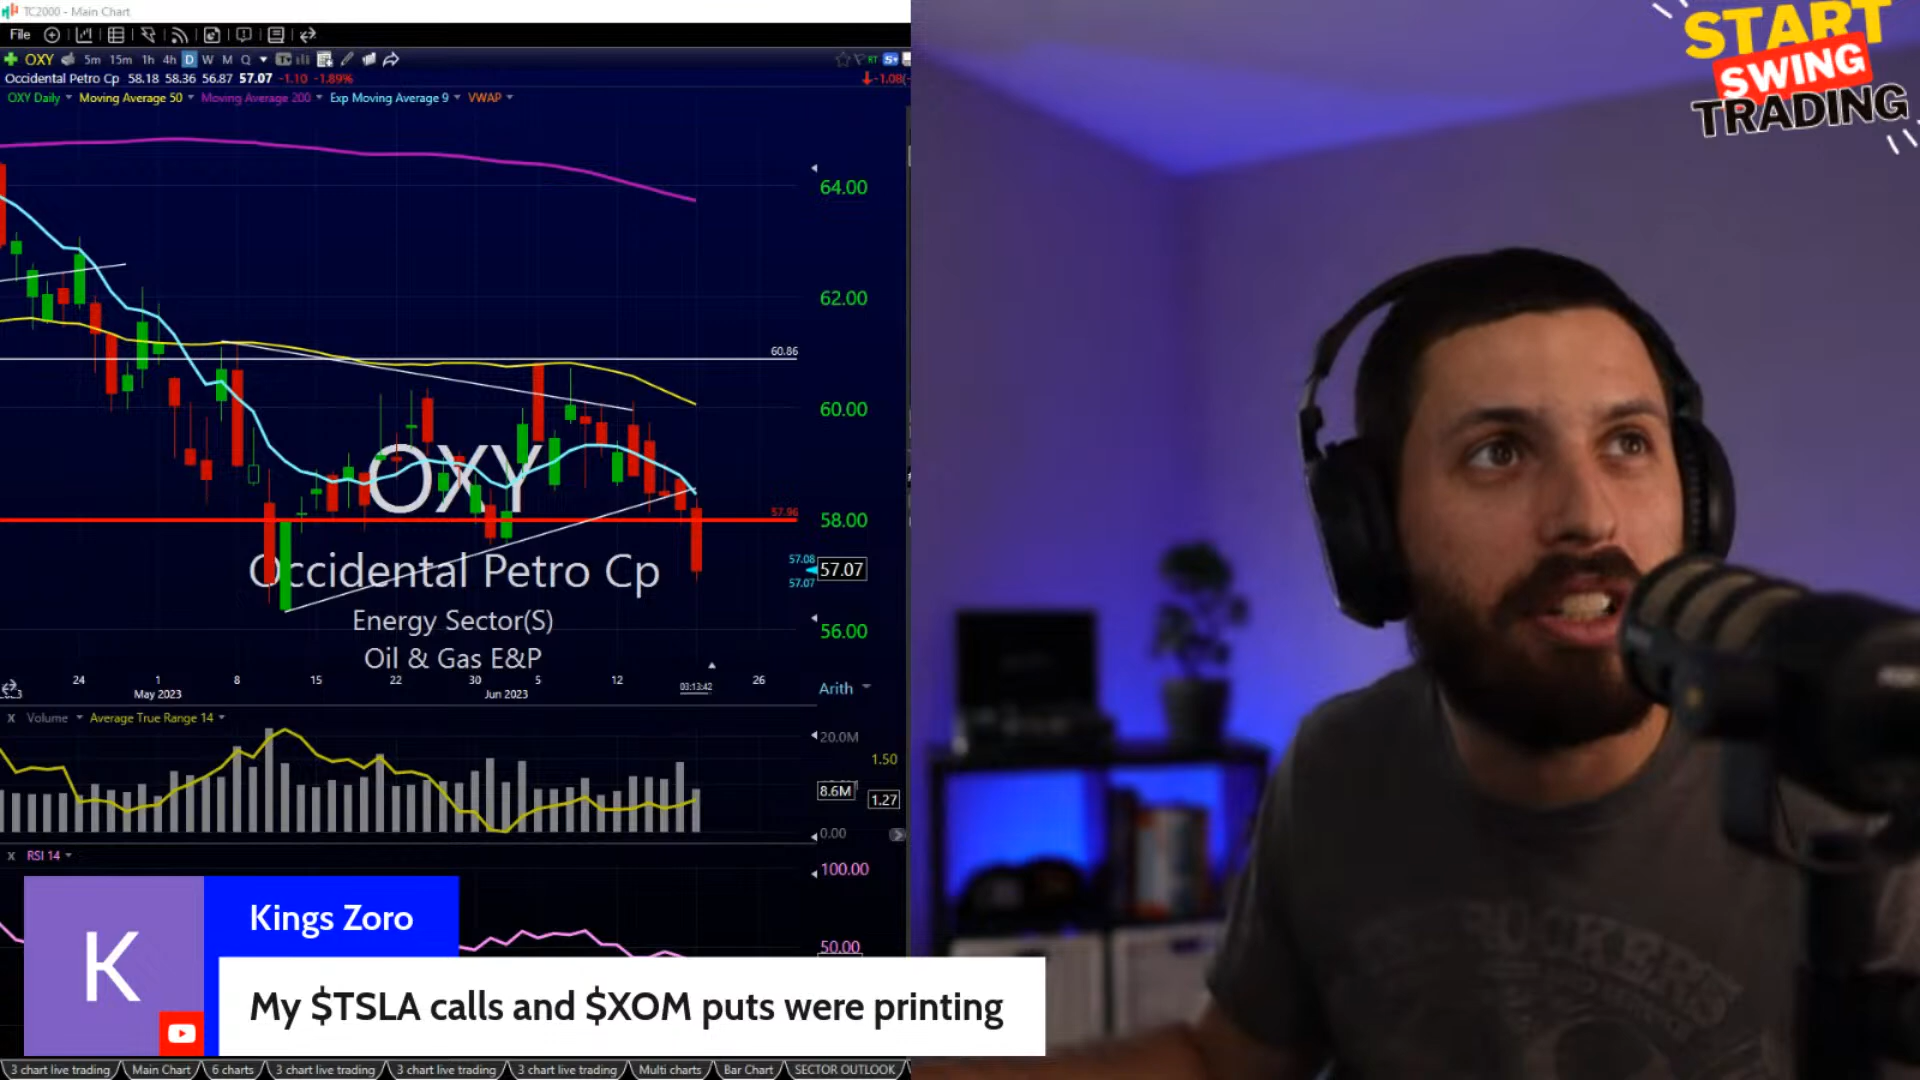 TC2000 - Main Chart
File
OXY 5m 15m 1h 4h D W M Q
RT S+
Occidental Petro Cp 58.18 58.36 56.87 57.07 -1.10 -1.89%
-1.08(
OXY Daily Moving Average 50 Moving Average 200 Exp Moving Average 9 VWAP
START
SWING
TRADING
64.00
62.00
60.86
60.00
57.96
58.00
57.08
57.07
57.07
56.00
OXY
Occidental Petro Cp
Energy Sector(S)
Oil & Gas E&P
24 1 8 15 22 30 5 12 03:13:42 26
May 2023 Jun 2023
Arith
X Volume Average True Range 14
20.0M
1.50
8.6M
1.27
0.00
X RSI 14
100.00
50.00
K
Kings Zoro
My $TSLA calls and $XOM puts were printing
3 chart live trading Main Chart 6 charts 3 chart live trading 3 chart live trading 3 chart live trading Multi charts Bar Chart SECTOR OUTLOOK